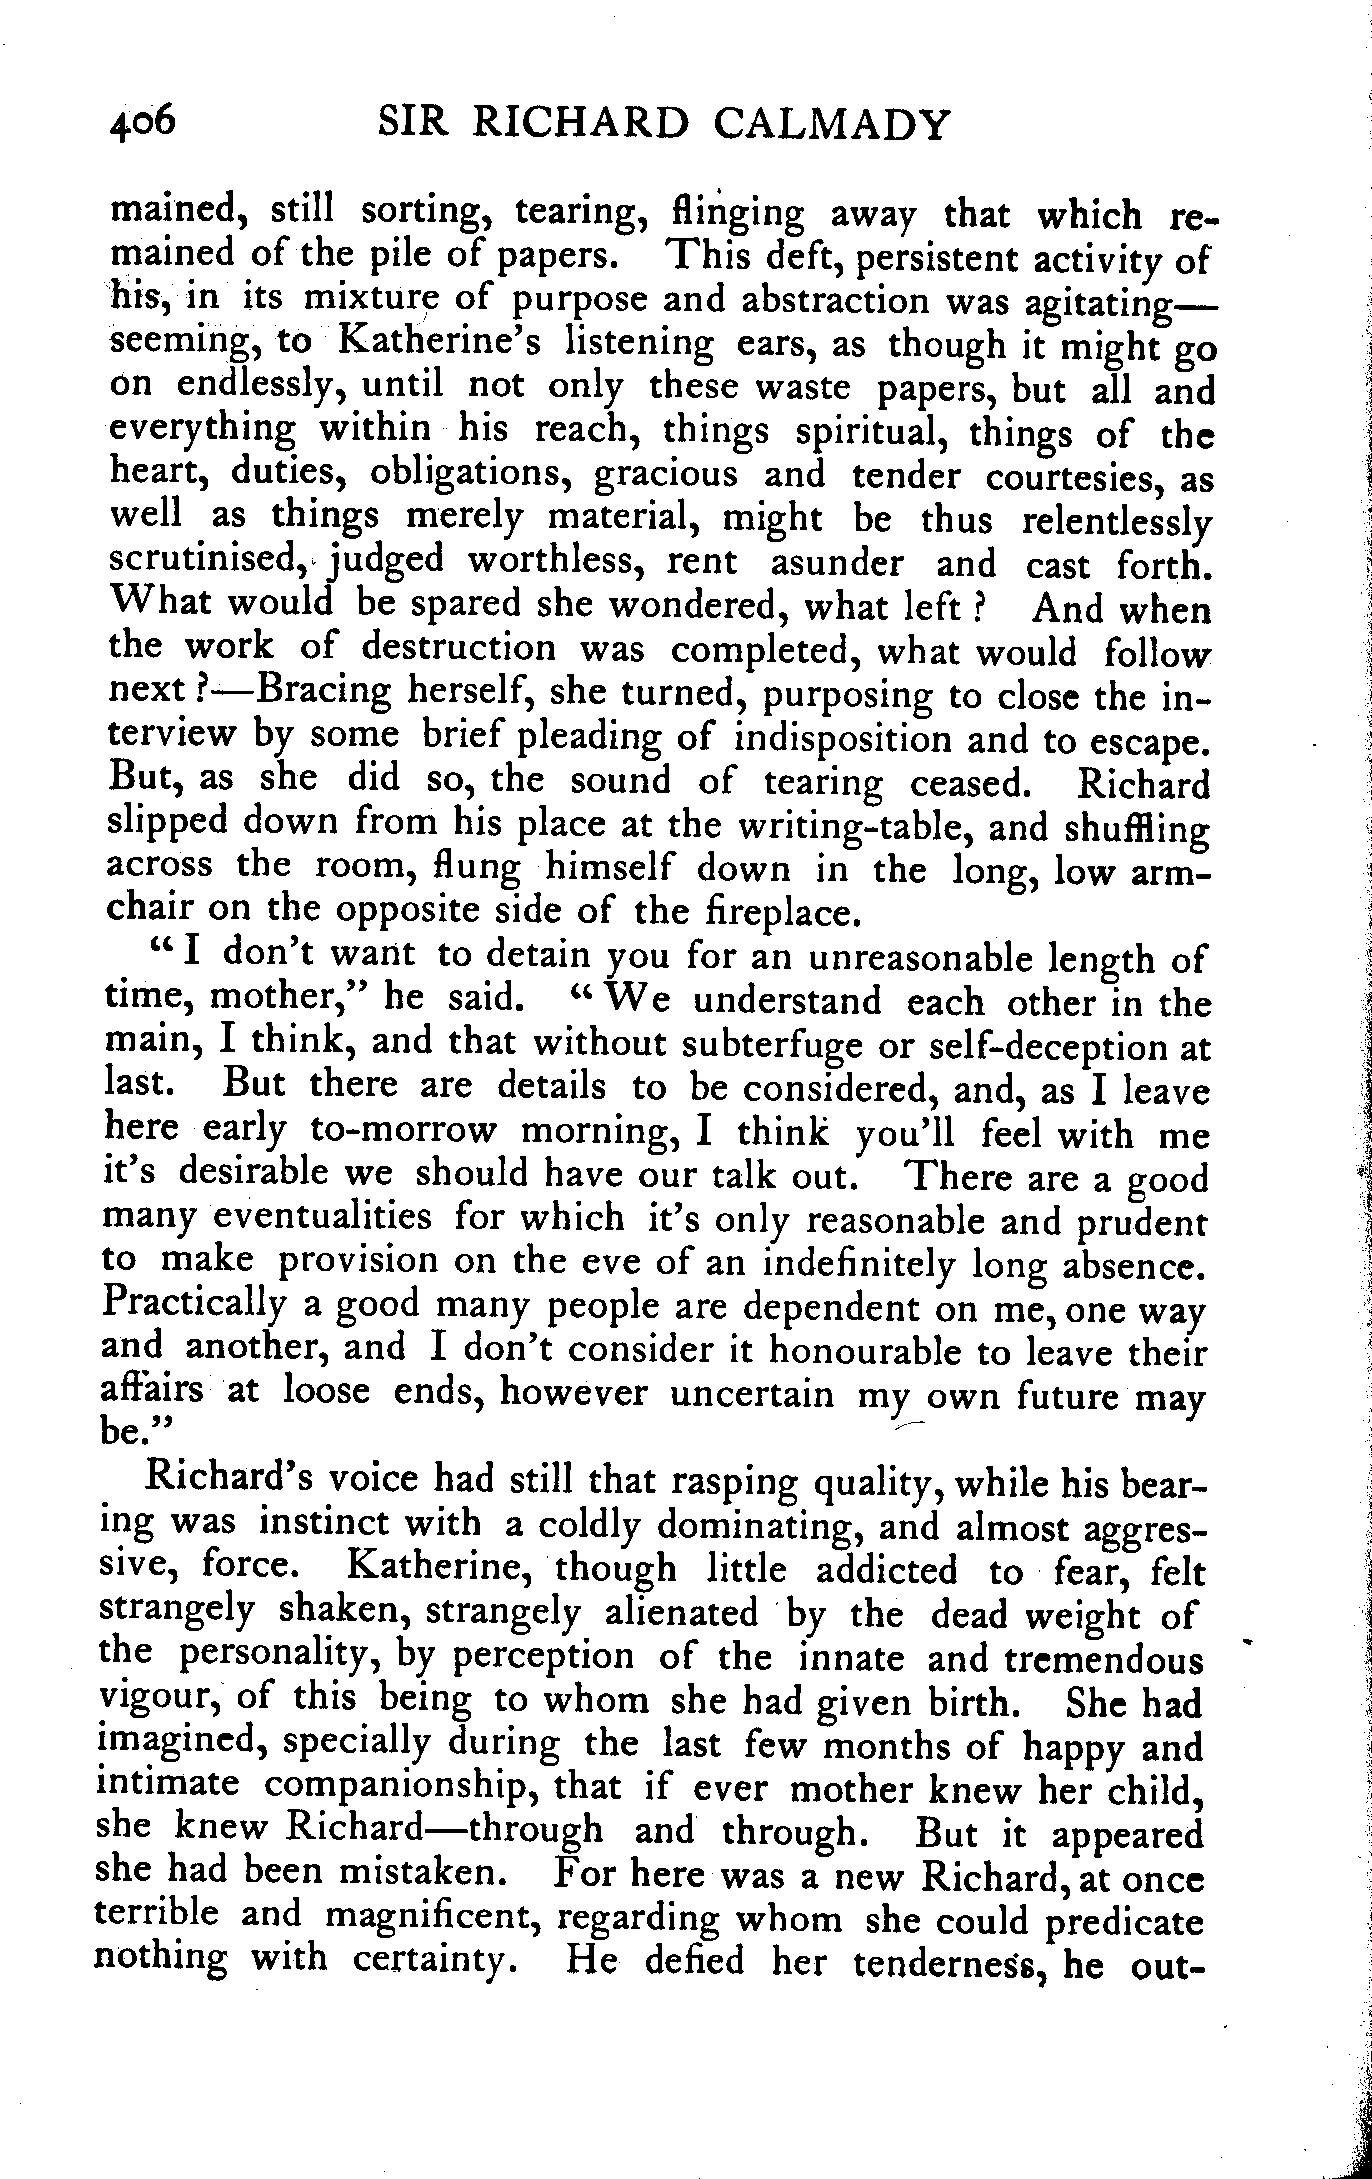 406 SIR RICHARD CALMADY
mained, still sorting, tearing, flinging away that which re-
mained of the pile of papers. This deft, persistent activity of
his, in its mixture of purpose and abstraction was agitating—
seeming, to Katherine's listening ears, as though it might go
on endlessly, until not only these waste papers, but all and
everything within his reach, things spiritual, things of the
heart, duties, obligations, gracious and tender courtesies, as
well as things merely material, might be thus relentlessly
scrutinised, judged worthless, rent asunder and cast forth.
What would be spared she wondered, what left ? And when
the work of destruction was completed, what would follow
next ?—Bracing herself, she turned, purposing to close the in-
terview by some brief pleading of indisposition and to escape.
But, as she did so, the sound of tearing ceased. Richard
slipped down from his place at the writing-table, and shuffling
across the room, flung himself down in the long, low arm-
chair on the opposite side of the fireplace.
"I don't want to detain you for an unreasonable length of
time, mother," he said. "We understand each other in the
main, I think, and that without subterfuge or self-deception at
last. But there are details to be considered, and, as I leave
here early to-morrow morning, I think you'll feel with me
it's desirable we should have our talk out. There are a good
many eventualities for which it's only reasonable and prudent
to make provision on the eve of an indefinitely long absence.
Practically a good many people are dependent on me, one way
and another, and I don't consider it honourable to leave their
affairs at loose ends, however uncertain my own future may
be."
Richard's voice had still that rasping quality, while his bear-
ing was instinct with a coldly dominating, and almost aggres-
sive, force. Katherine, though little addicted to fear, felt
strangely shaken, strangely alienated by the dead weight of
the personality, by perception of the innate and tremendous
vigour, of this being to whom she had given birth. She had
imagined, specially during the last few months of happy and
intimate companionship, that if ever mother knew her child,
she knew Richard—through and through. But it appeared
she had been mistaken. For here was a new Richard, at once
terrible and magnificent, regarding whom she could predicate
nothing with certainty. He defied her tenderness, he out-